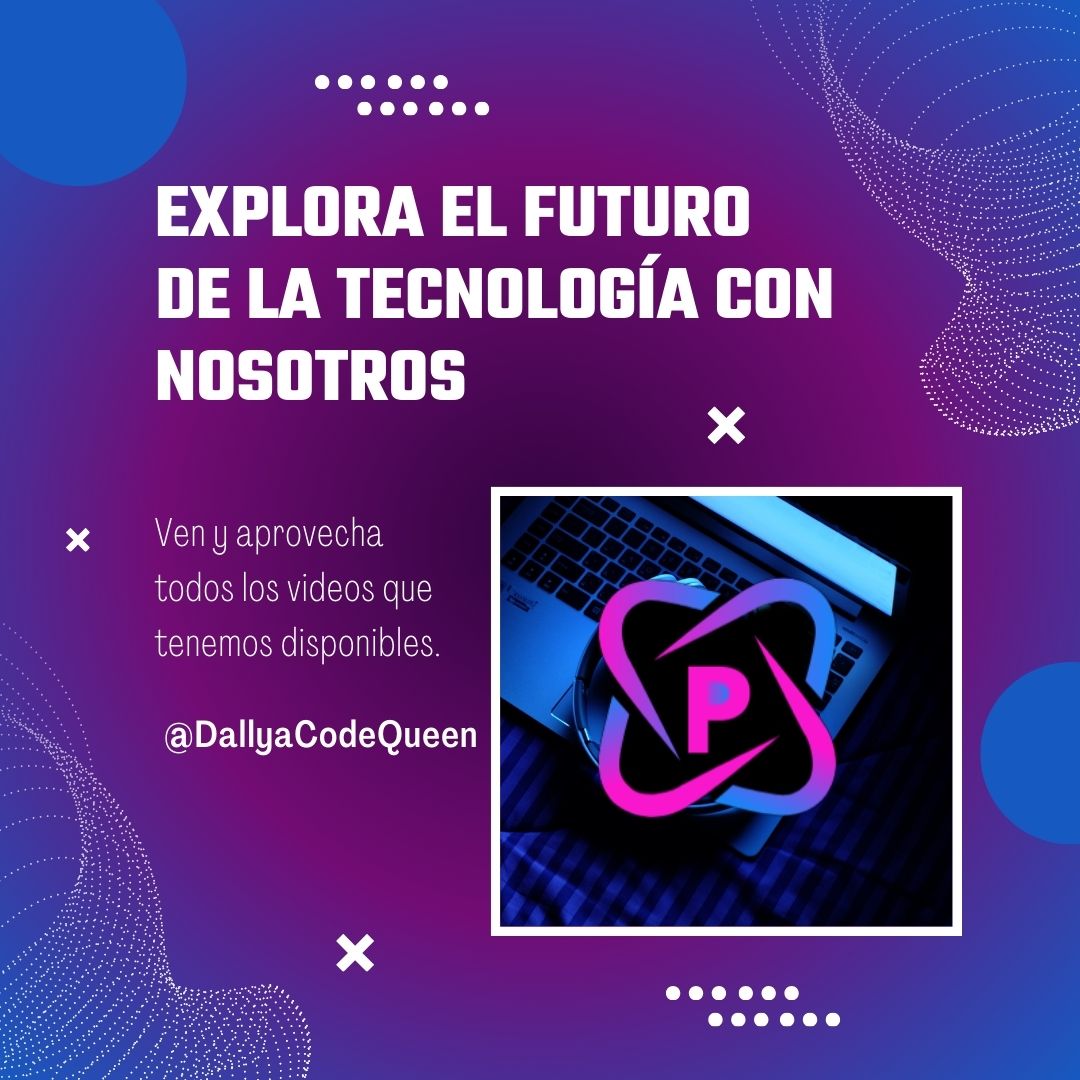 EXPLORA EL FUTURO
DE LA TECNOLOGÍA CON
NOSOTROS
Ven y aprovecha
todos los videos que
tenemos disponibles.
@DallyaCodeQueen
P